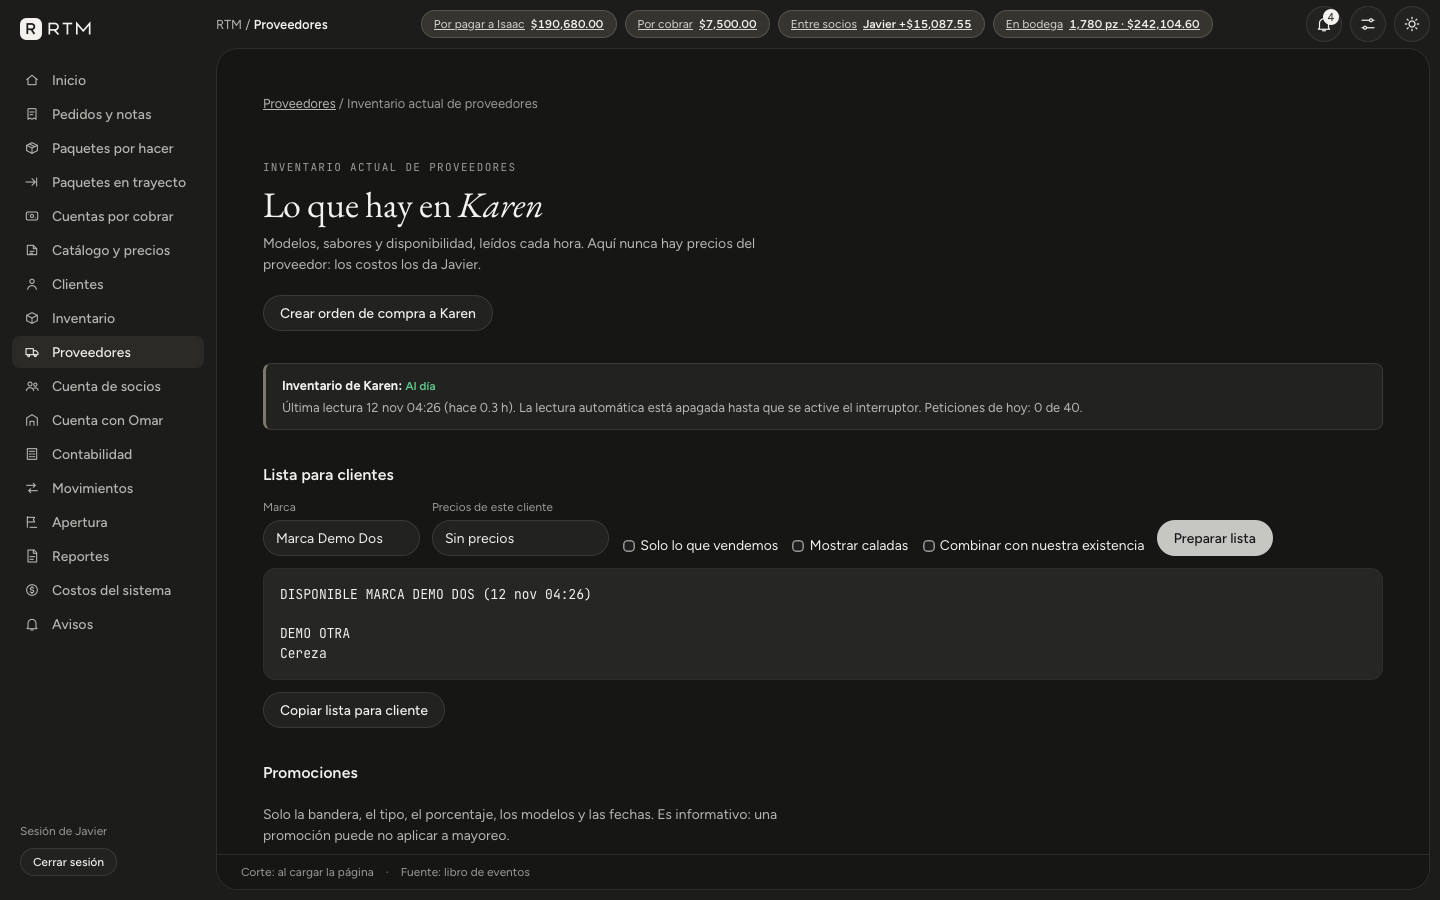 R RTM
RTM / Proveedores
Por pagar a Isaac $190,680.00
Por cobrar $7,500.00
Entre socios Javier +$15,087.55
En bodega 1,780 pz · $242,104.60
4
Inicio
Pedidos y notas
Paquetes por hacer
Paquetes en trayecto
Cuentas por cobrar
Catálogo y precios
Clientes
Inventario
Proveedores
Cuenta de socios
Cuenta con Omar
Contabilidad
Movimientos
Apertura
Reportes
Costos del sistema
Avisos
Sesión de Javier
Cerrar sesión
Proveedores / Inventario actual de proveedores
INVENTARIO ACTUAL DE PROVEEDORES
Lo que hay en Karen
Modelos, sabores y disponibilidad, leídos cada hora. Aquí nunca hay precios del
proveedor: los costos los da Javier.
Crear orden de compra a Karen
Inventario de Karen: Al día
Última lectura 12 nov 04:26 (hace 0.3 h). La lectura automática está apagada hasta que se active el interruptor. Peticiones de hoy: 0 de 40.
Lista para clientes
Marca
Precios de este cliente
Marca Demo Dos
Sin precios
Solo lo que vendemos
Mostrar caladas
Combinar con nuestra existencia
Preparar lista
DISPONIBLE MARCA DEMO DOS (12 nov 04:26)
DEMO OTRA
Cereza
Copiar lista para cliente
Promociones
Solo la bandera, el tipo, el porcentaje, los modelos y las fechas. Es informativo: una
promoción puede no aplicar a mayoreo.
Corte: al cargar la página · Fuente: libro de eventos